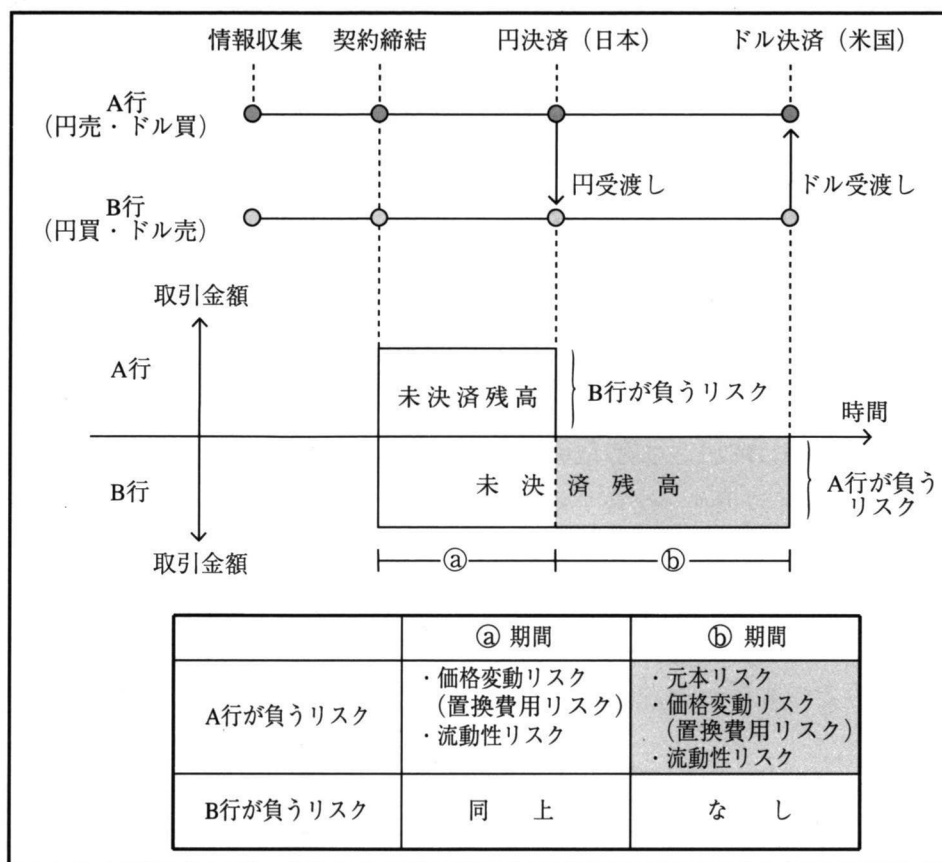 情報収集 契約締結 円決済（日本） ドル決済（米国）
A行
（円売・ドル買）
円受渡し ドル受渡し
B行
（円買・ドル売）
取引金額
A行
未決済残高
B行が負うリスク
時間
B行
未決済残高
A行が負う
リスク
取引金額
ⓐ ⓑ
ⓐ 期間 ⓑ 期間
A行が負うリスク
・価格変動リスク
（置換費用リスク）
・流動性リスク
・元本リスク
・価格変動リスク
（置換費用リスク）
・流動性リスク
B行が負うリスク 同 上 な し